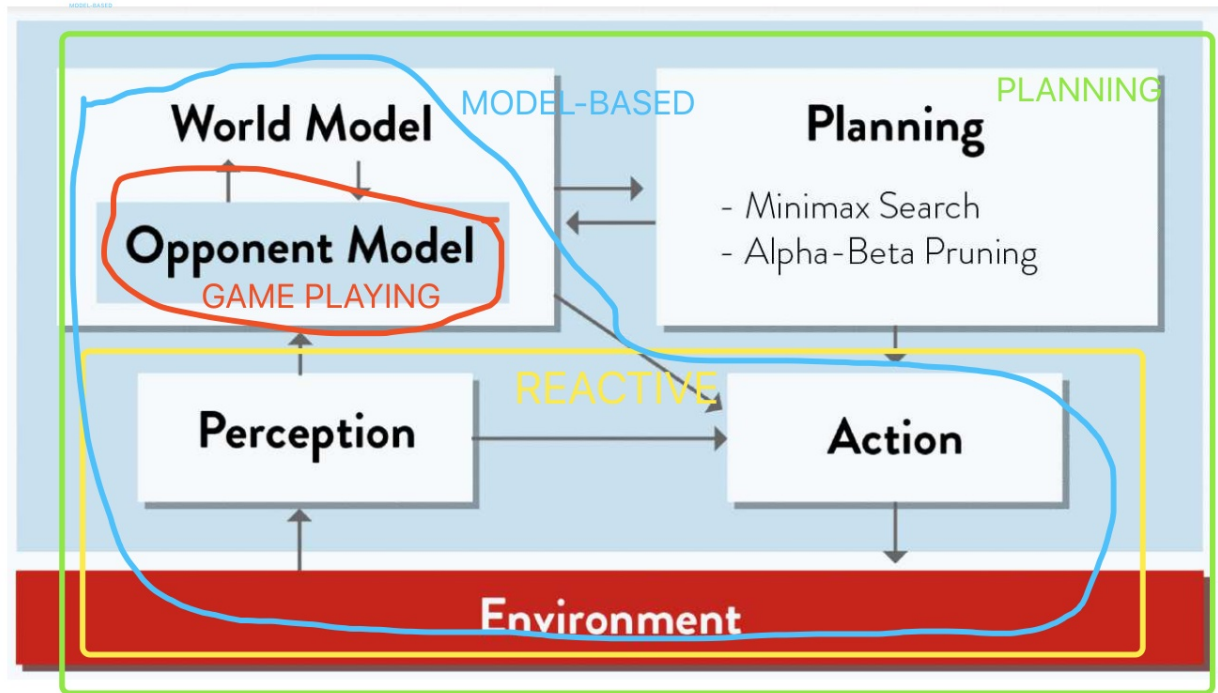 MODEL-BASED
World Model
MODEL-BASED
Planning
PLANNING
- Minimax Search
- Alpha-Beta Pruning
Opponent Model
GAME PLAYING
REACTIVE
Perception
Action
Environment